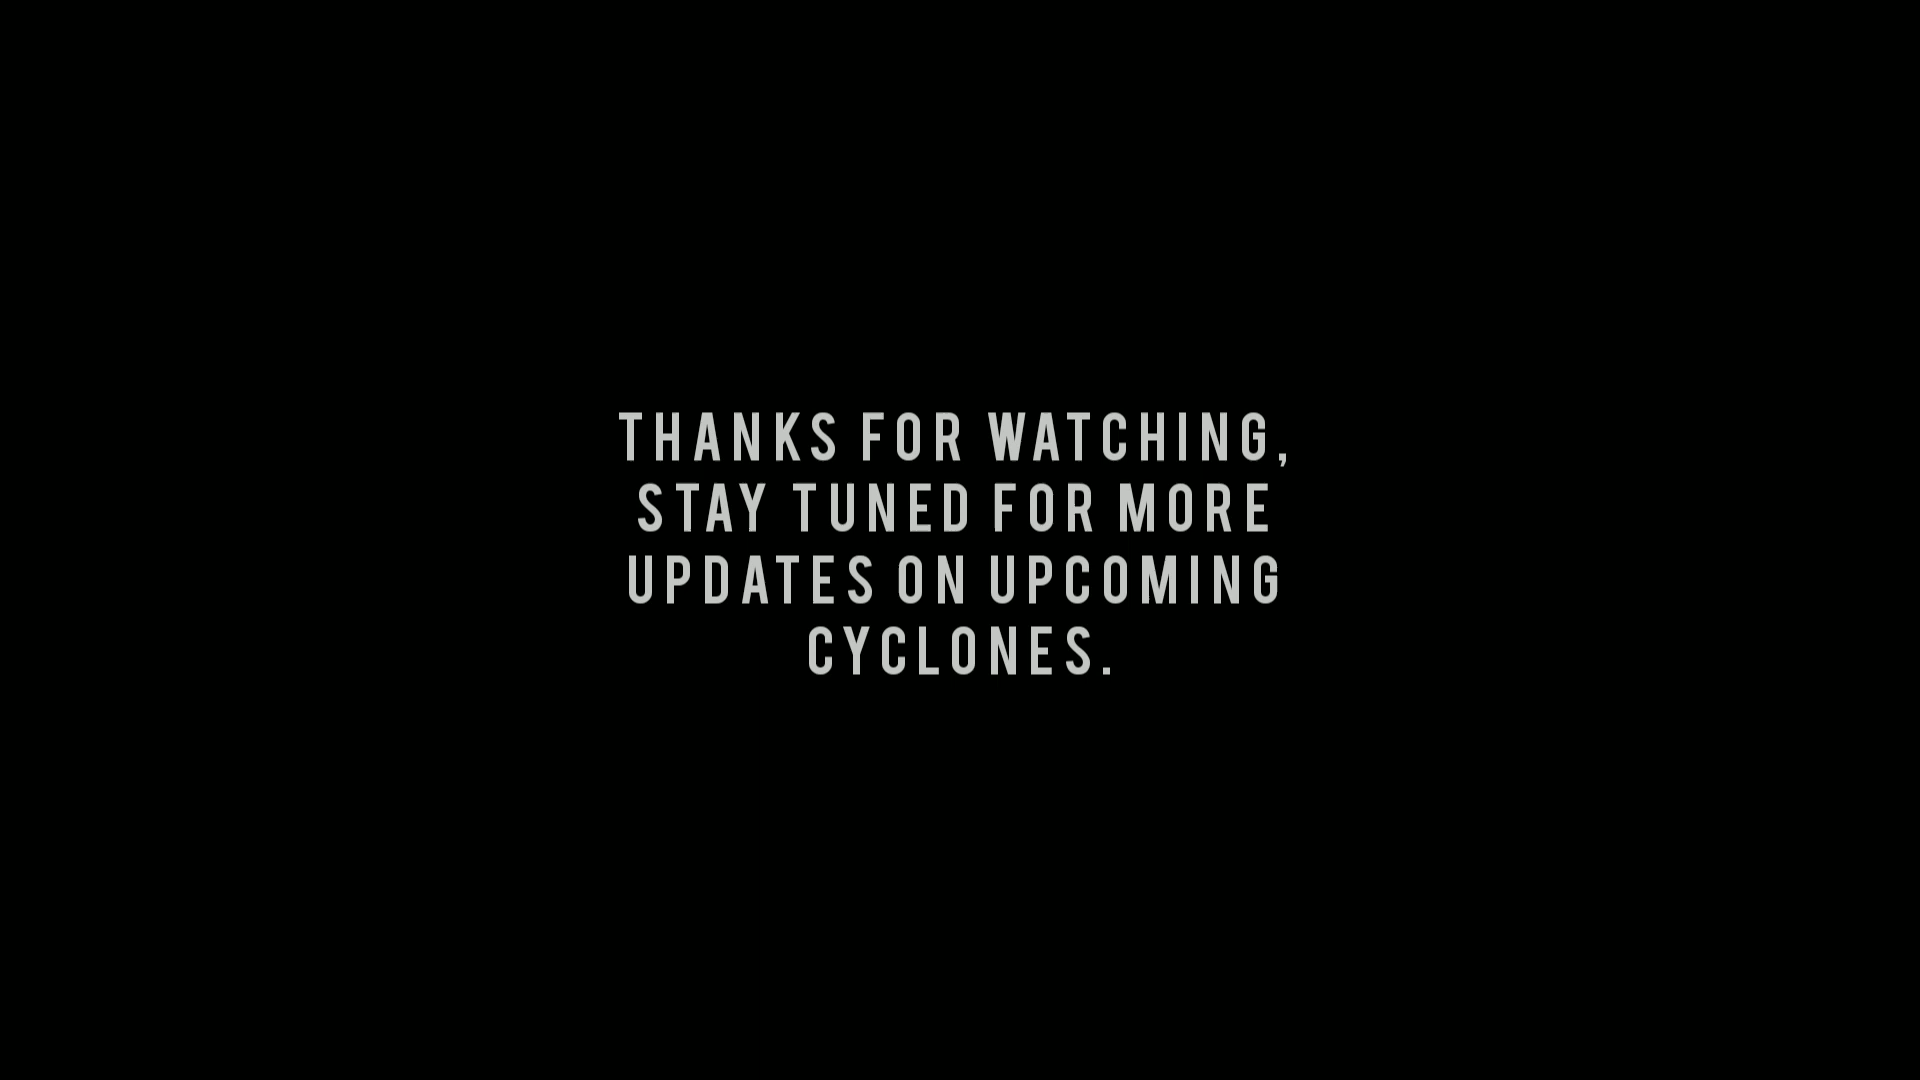 THANKS FOR WATCHING,
STAY TUNED FOR MORE
UPDATES ON UPCOMING
CYCLONES.